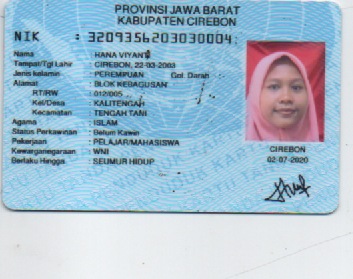 PROVINSI JAWA BARAT
KABUPATEN CIREBON
NIK : 3209356203030004
Nama : HANA VIYANTI
Tempat/Tgl Lahir : CIREBON, 22-03-2003
Jenis kelamin : PEREMPUAN Gol. Darah : -
Alamat : BLOK KEBAGUSAN
RT/RW : 012/005
Kel/Desa : KALITENGAH
Kecamatan : TENGAH TANI
Agama : ISLAM
Status Perkawinan : Belum Kawin
Pekerjaan : PELAJAR/MAHASISWA
Kewarganegaraan : WNI
Berlaku Hingga : SEUMUR HIDUP
CIREBON
02-07-2020